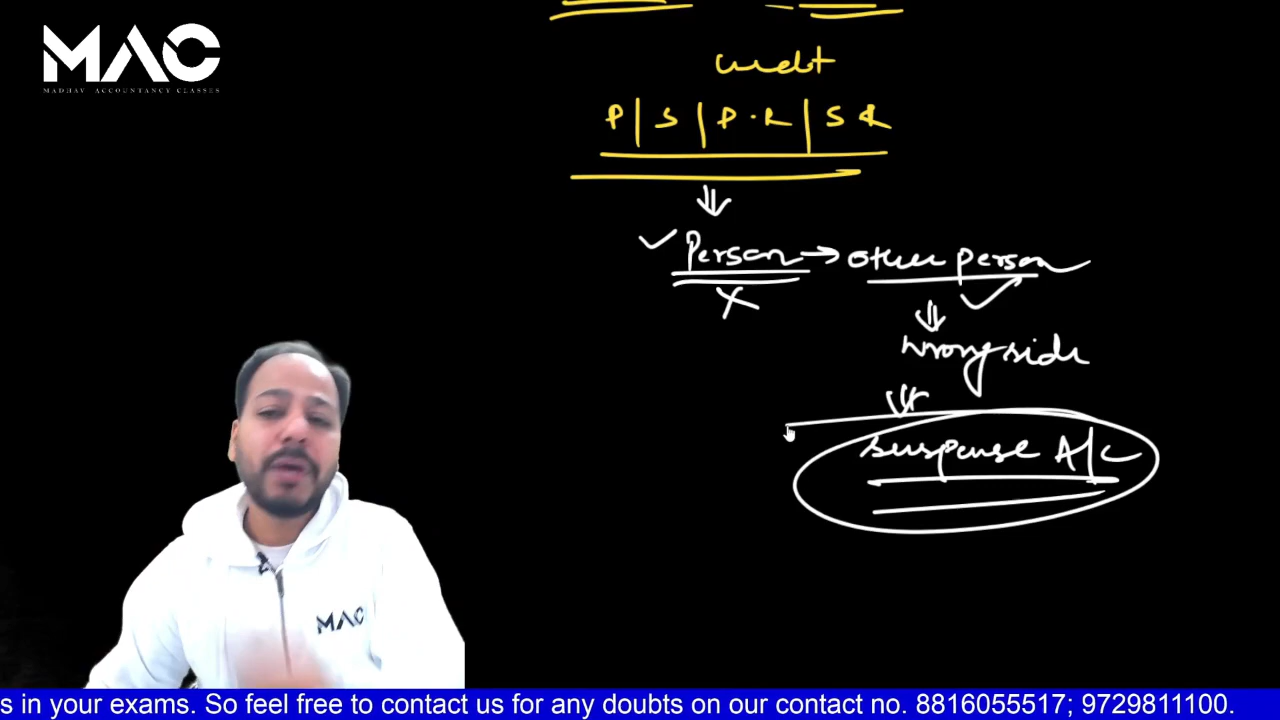 MAC
MADHAV ACCOUNTANCY CLASSES
credit
P | S | P.R | S R
Person → other person
wrong side
suspense A/c
MAC
s in your exams. So feel free to contact us for any doubts on our contact no. 8816055517; 9729811100.